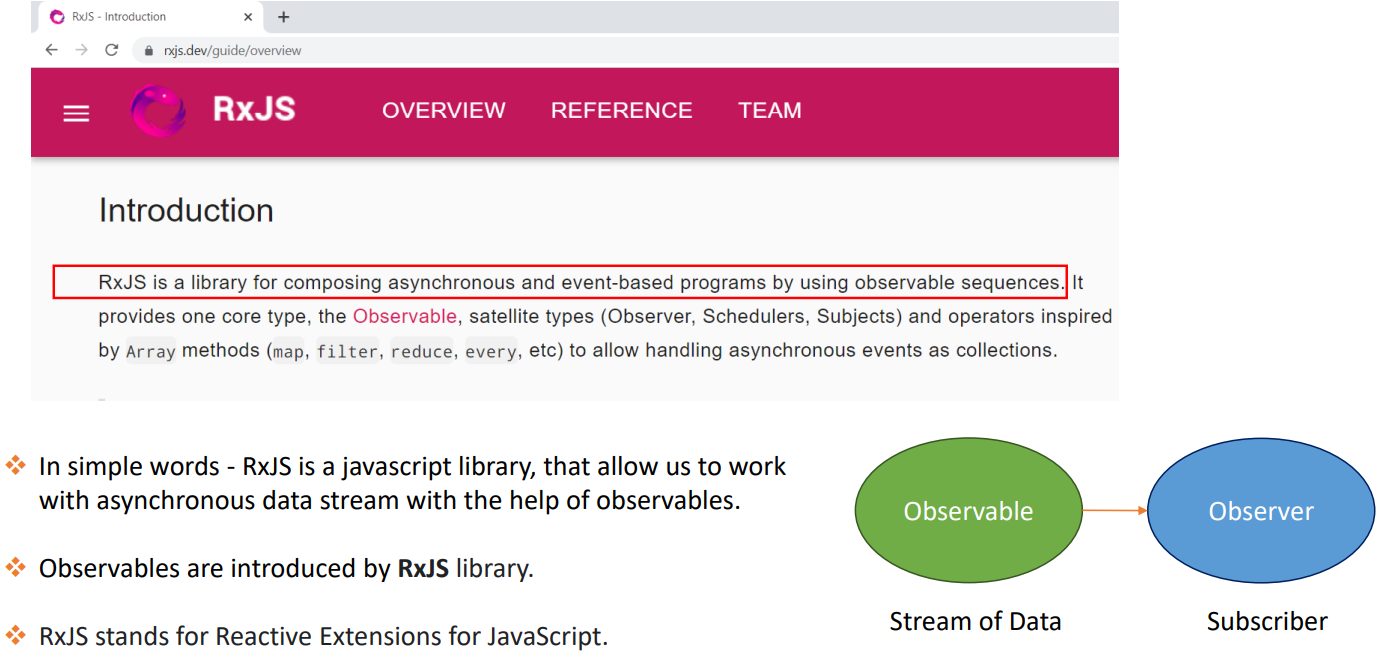 RxJS - Introduction
rxjs.dev/guide/overview
RxJS OVERVIEW REFERENCE TEAM
Introduction
RxJS is a library for composing asynchronous and event-based programs by using observable sequences. It
provides one core type, the Observable, satellite types (Observer, Schedulers, Subjects) and operators inspired
by Array methods (map, filter, reduce, every, etc) to allow handling asynchronous events as collections.
In simple words - RxJS is a javascript library, that allow us to work
with asynchronous data stream with the help of observables.
Observables are introduced by RxJS library.
RxJS stands for Reactive Extensions for JavaScript.
Observable
Observer
Stream of Data
Subscriber